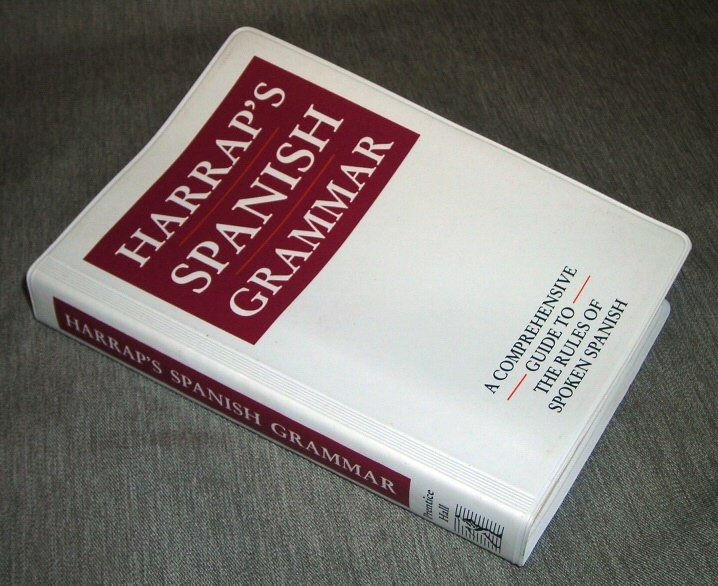 HARRAP'S
SPANISH
GRAMMAR
A COMPREHENSIVE
GUIDE TO
THE RULES OF
SPOKEN SPANISH
HARRAP'S SPANISH GRAMMAR
Prentice
Hall